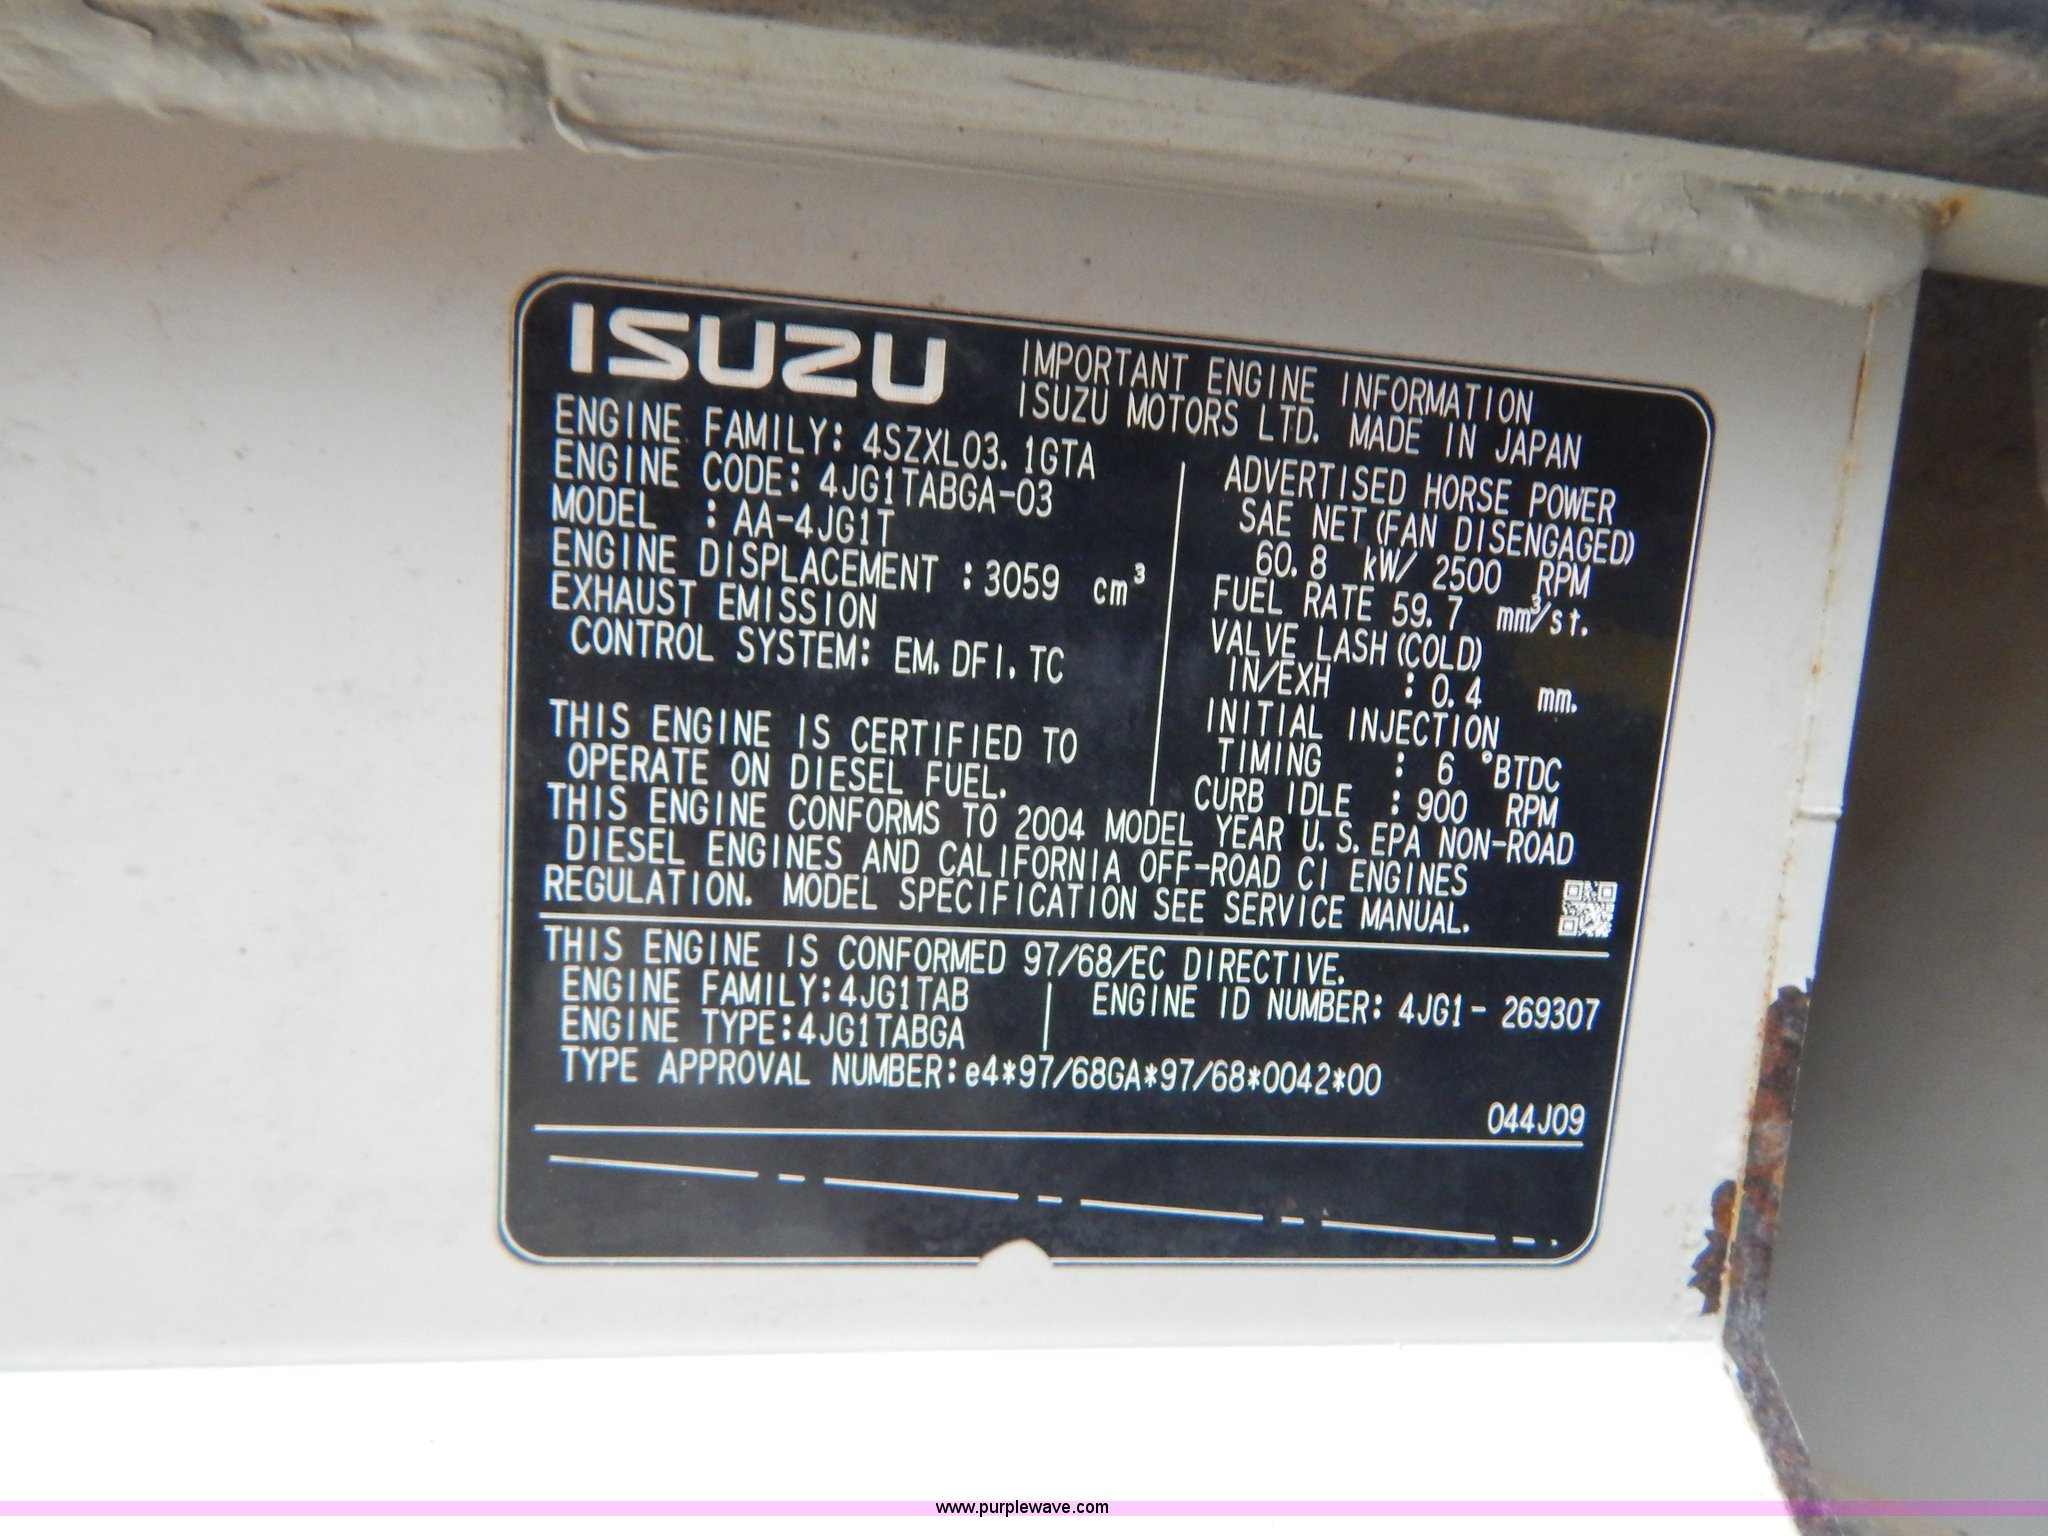 ISUZU
IMPORTANT ENGINE INFORMATION
ISUZU MOTORS LTD. MADE IN JAPAN
ENGINE FAMILY: 4SZXL03.1GTA
ENGINE CODE: 4JG1TABGA-03
MODEL : AA-4JG1T
ENGINE DISPLACEMENT :3059 cm³
EXHAUST EMISSION
CONTROL SYSTEM: EM,DFI,TC
ADVERTISED HORSE POWER
SAE NET(FAN DISENGAGED)
60.8 kW/ 2500 RPM
FUEL RATE 59.7 mm³/st.
VALVE LASH(COLD)
IN/EXH : 0.4 mm.
INITIAL INJECTION
TIMING : 6 °BTDC
CURB IDLE : 900 RPM
THIS ENGINE IS CERTIFIED TO
OPERATE ON DIESEL FUEL.
THIS ENGINE CONFORMS TO 2004 MODEL YEAR U.S.EPA NON-ROAD
DIESEL ENGINES AND CALIFORNIA OFF-ROAD CI ENGINES
REGULATION. MODEL SPECIFICATION SEE SERVICE MANUAL.
THIS ENGINE IS CONFORMED 97/68/EC DIRECTIVE.
ENGINE FAMILY:4JG1TAB
ENGINE TYPE:4JG1TABGA
ENGINE ID NUMBER: 4JG1- 269307
TYPE APPROVAL NUMBER:e4*97/68GA*97/68*0042*00
044J09
www.purplewave.com